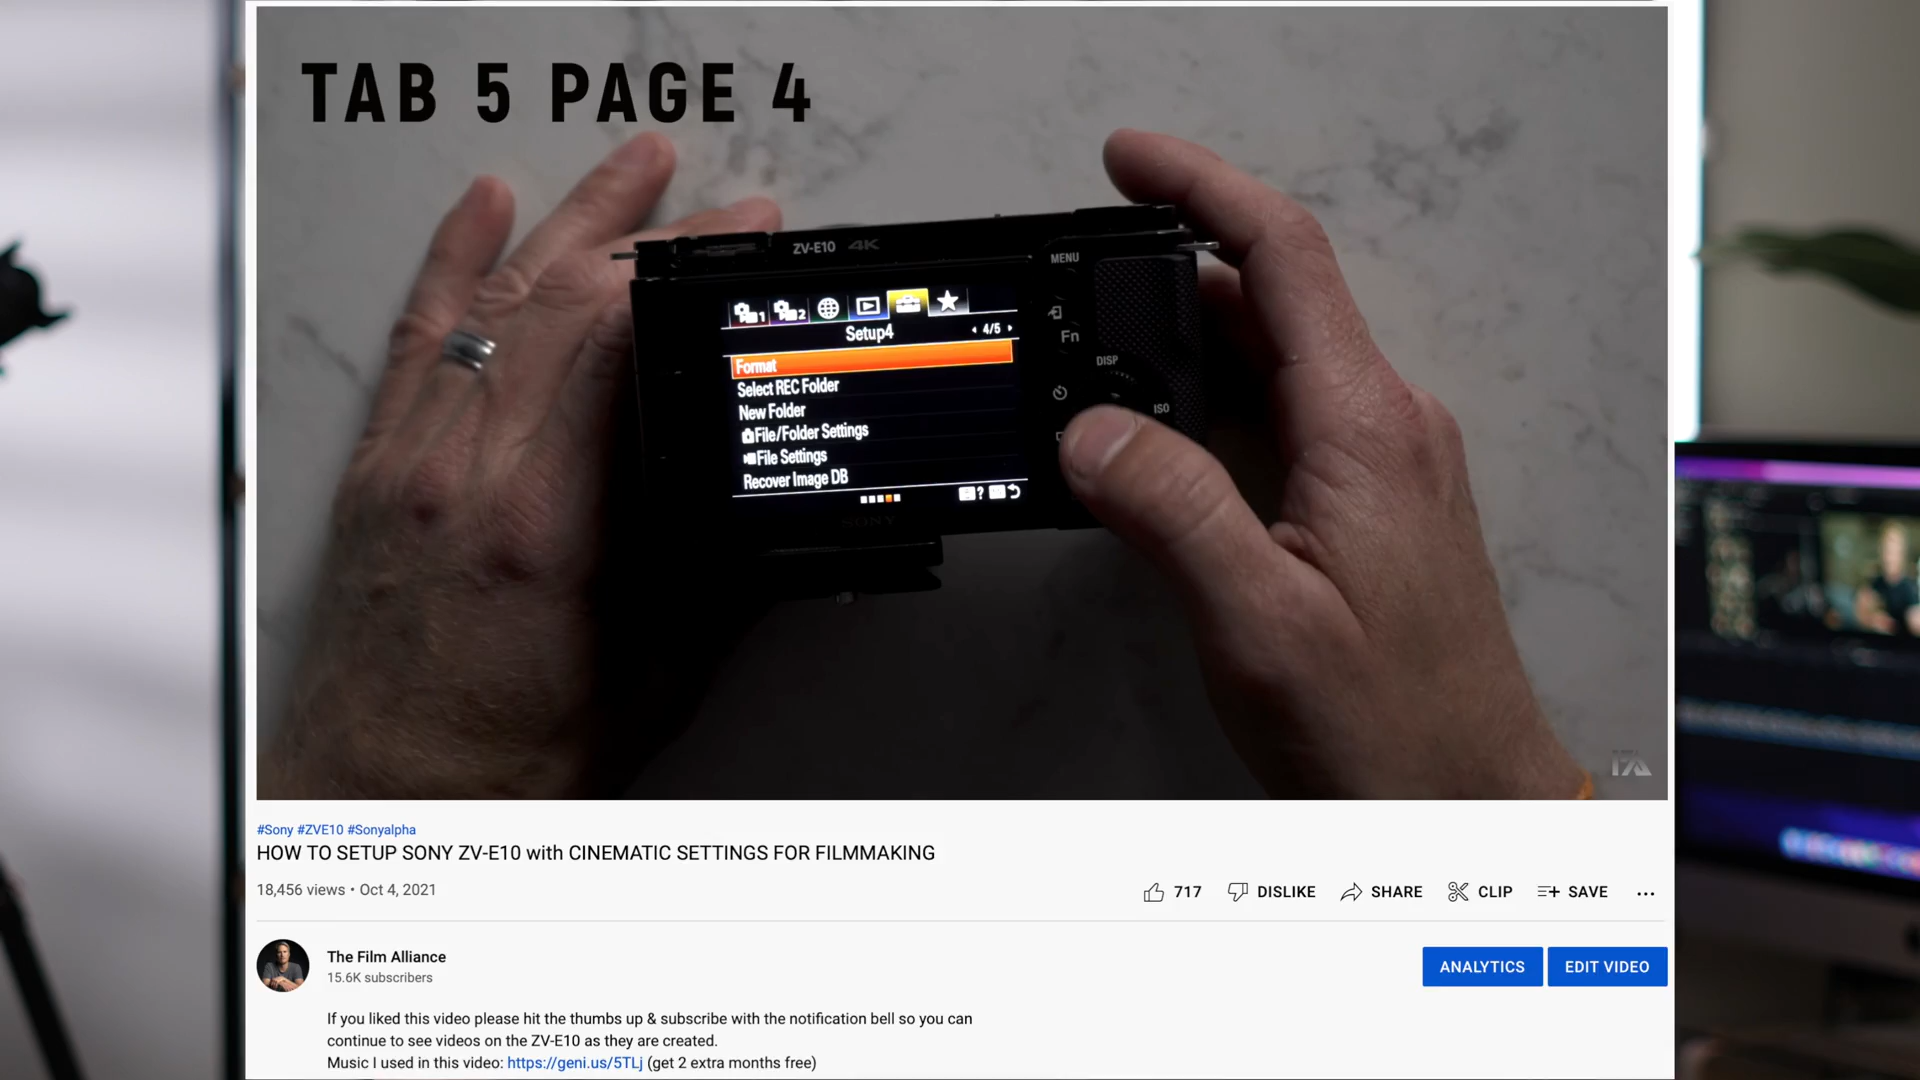 TAB 5 PAGE 4
ZV-E10 4K
MENU
Fn
DISP
ISO
1
2
Setup4
4/5
Format
Select REC Folder
New Folder
File/Folder Settings
File Settings
Recover Image DB
?
SONY
#Sony #ZVE10 #Sonyalpha
HOW TO SETUP SONY ZV-E10 with CINEMATIC SETTINGS FOR FILMMAKING
18,456 views • Oct 4, 2021
717
DISLIKE
SHARE
CLIP
SAVE
...
The Film Alliance
15.6K subscribers
ANALYTICS
EDIT VIDEO
If you liked this video please hit the thumbs up & subscribe with the notification bell so you can
continue to see videos on the ZV-E10 as they are created.
Music I used in this video: https://geni.us/5TLj (get 2 extra months free)